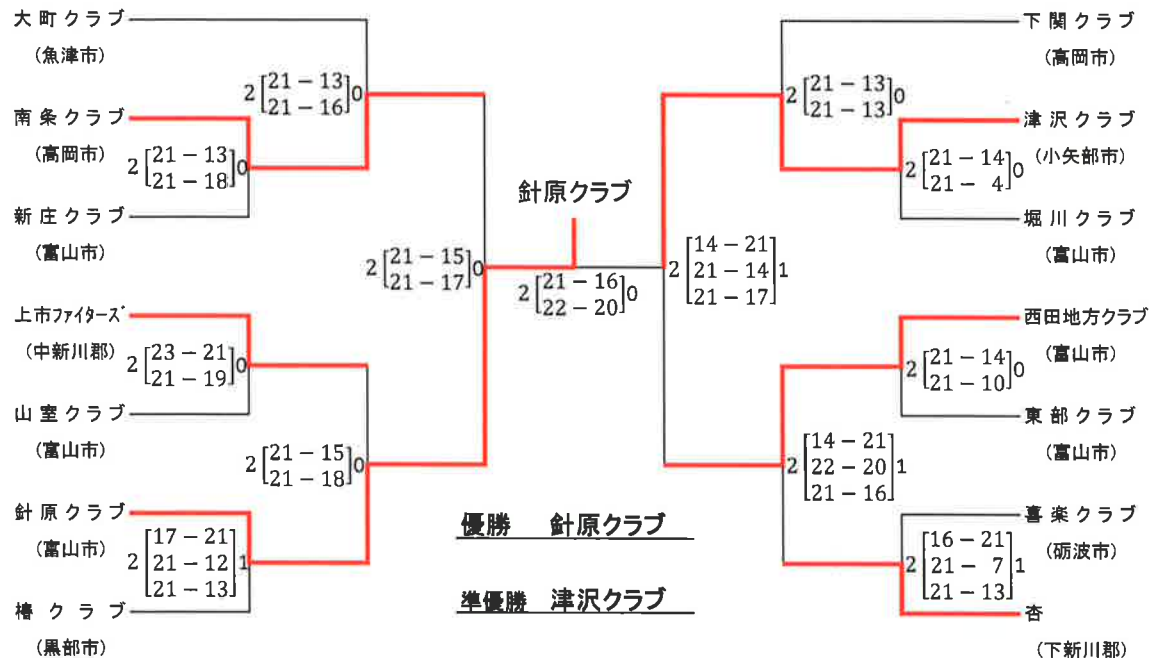 大町クラブ
(魚津市)
2 [21 − 13] 0
[21 − 16]
南条クラブ
(高岡市)
2 [21 − 13] 0
[21 − 18]
新庄クラブ
(富山市)
2 [21 − 15] 0
[21 − 17]
上市ファイターズ
(中新川郡)
2 [23 − 21] 0
[21 − 19]
山室クラブ
(富山市)
2 [21 − 15] 0
[21 − 18]
針原クラブ
(富山市)
2 [17 − 21] 1
[21 − 12]
[21 − 13]
椿クラブ
(黒部市)
針原クラブ
2 [21 − 16] 0
[22 − 20]
優勝 針原クラブ
準優勝 津沢クラブ
下関クラブ
(高岡市)
2 [21 − 13] 0
[21 − 13]
津沢クラブ
(小矢部市)
2 [21 − 14] 0
[21 − 4]
堀川クラブ
(富山市)
2 [14 − 21] 1
[21 − 14]
[21 − 17]
西田地方クラブ
(富山市)
2 [21 − 14] 0
[21 − 10]
東部クラブ
(富山市)
2 [14 − 21] 1
[22 − 20]
[21 − 16]
喜楽クラブ
(砺波市)
2 [16 − 21] 1
[21 − 7]
[21 − 13]
杏
(下新川郡)